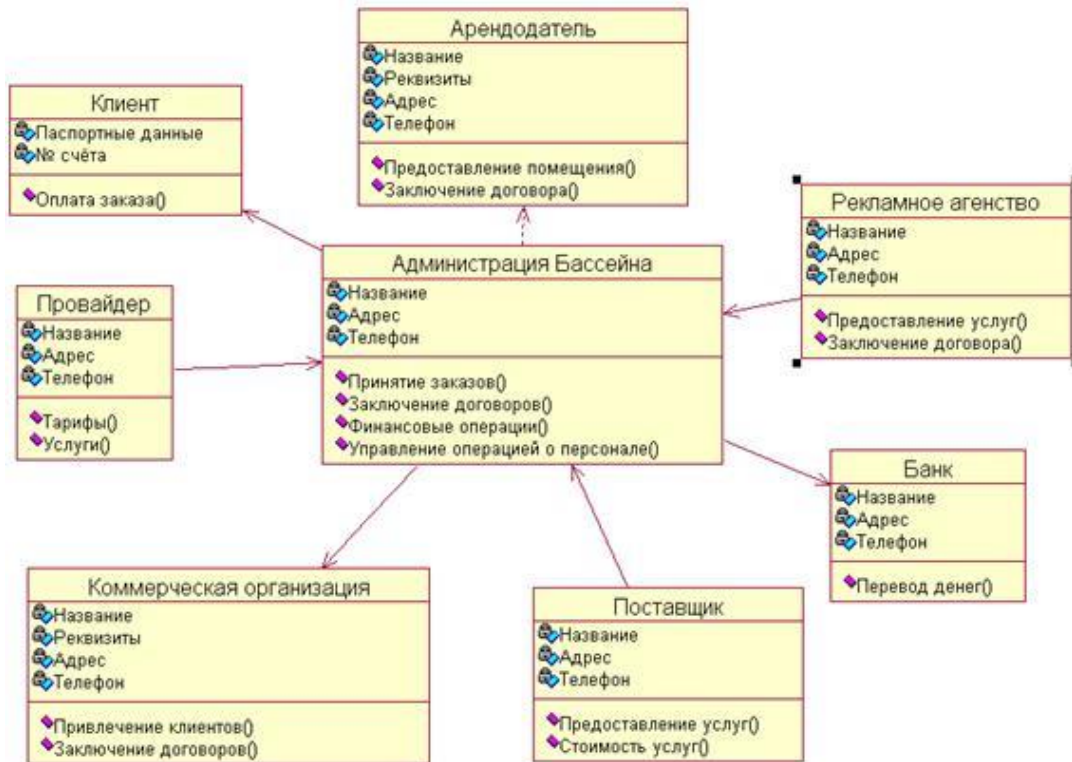 Арендодатель
Название
Реквизиты
Адрес
Телефон
Предоставление помещения()
Заключение договора()
Клиент
Паспортные данные
№ счёта
Оплата заказа()
Рекламное агенство
Название
Адрес
Телефон
Предоставление услуг()
Заключение договора()
Администрация Бассейна
Название
Адрес
Телефон
Принятие заказов()
Заключение договоров()
Финансовые операции()
Управление операцией о персонале()
Провайдер
Название
Адрес
Телефон
Тарифы()
Услуги()
Банк
Название
Адрес
Телефон
Перевод денег()
Коммерческая организация
Название
Реквизиты
Адрес
Телефон
Привлечение клиентов()
Заключение договоров()
Поставщик
Название
Адрес
Телефон
Предоставление услуг()
Стоимость услуг()